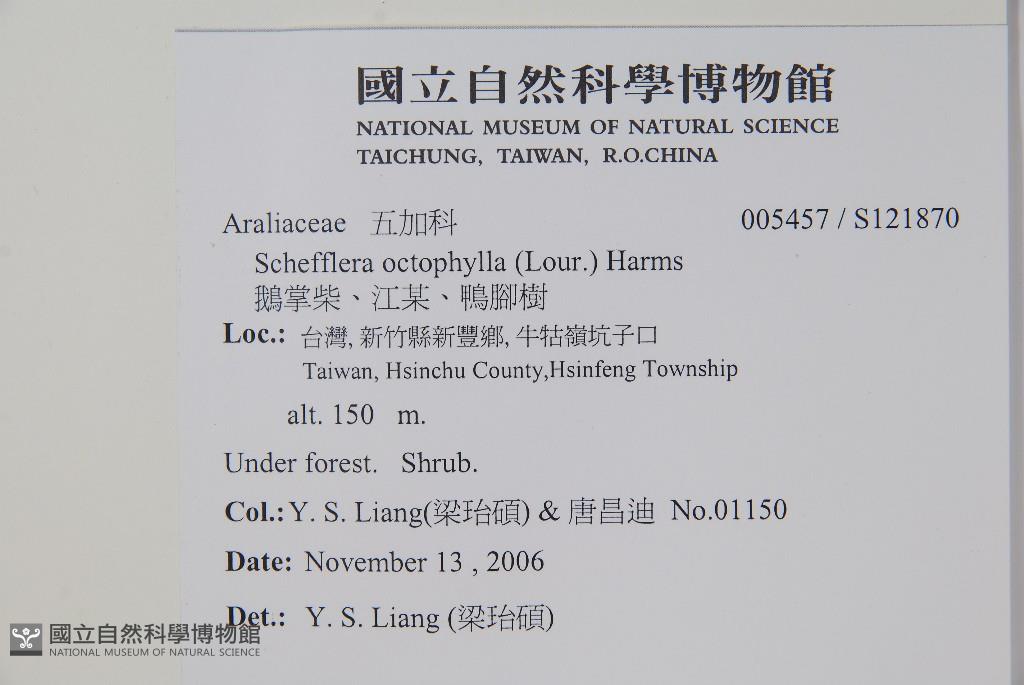 國立自然科學博物館
NATIONAL MUSEUM OF NATURAL SCIENCE
TAICHUNG, TAIWAN, R.O.CHINA
Araliaceae 五加科 005457 / S121870
Schefflera octophylla (Lour.) Harms
鵝掌柴、江某、鴨腳樹
Loc.: 台灣, 新竹縣新豐鄉, 牛牯嶺坑子口
Taiwan, Hsinchu County,Hsinfeng Township
alt. 150 m.
Under forest. Shrub.
Col.: Y. S. Liang(梁珆碩) & 唐昌迪 No.01150
Date: November 13 , 2006
Det.: Y. S. Liang (梁珆碩)
國立自然科學博物館
NATIONAL MUSEUM OF NATURAL SCIENCE